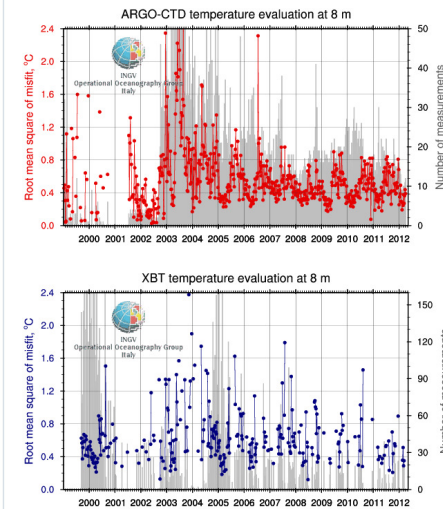 ARGO-CTD temperature evaluation at 8 m
2.4
2.0
1.6
1.2
0.8
0.4
0.0
Root mean square of misfit, °C
INGV
Operational Oceanography Group
Italy
50
40
30
20
10
0
Number of measurements
2000 2001 2002 2003 2004 2005 2006 2007 2008 2009 2010 2011 2012
XBT temperature evaluation at 8 m
2.4
2.0
1.6
1.2
0.8
0.4
0.0
Root mean square of misfit, °C
INGV
Operational Oceanography Group
Italy
150
120
90
60
30
0
Number of measurements
2000 2001 2002 2003 2004 2005 2006 2007 2008 2009 2010 2011 2012